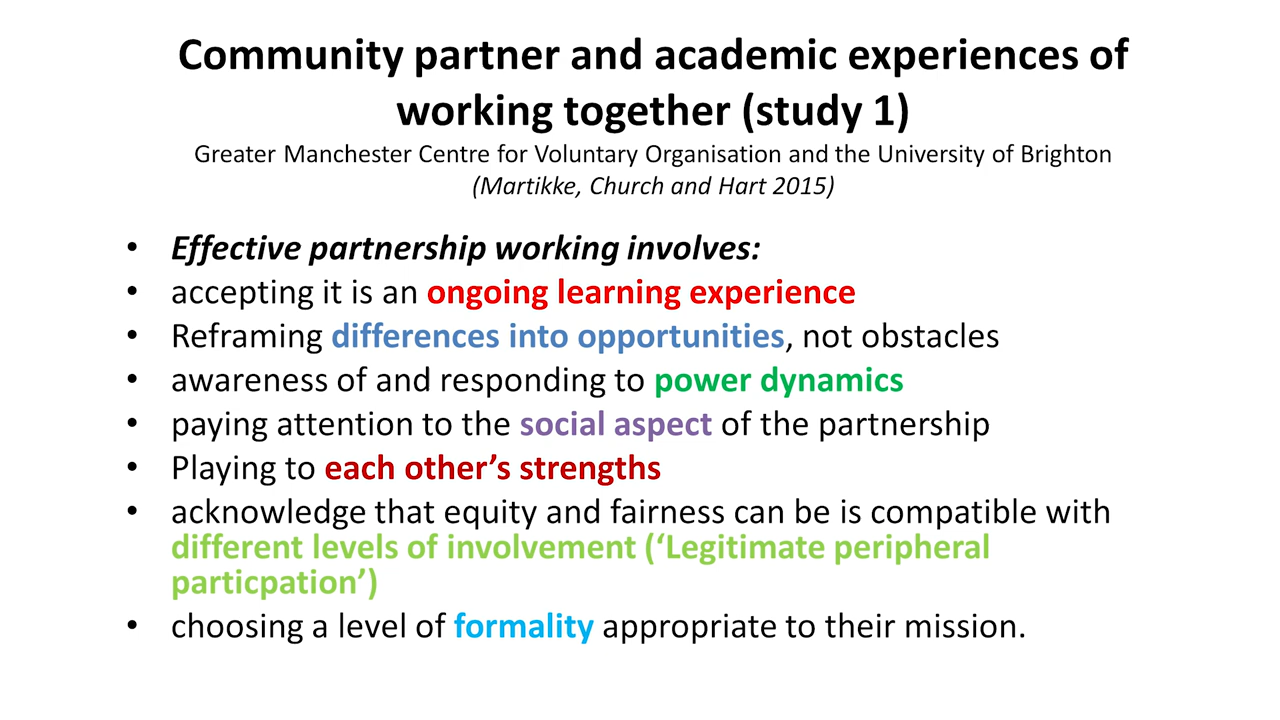 Community partner and academic experiences of
working together (study 1)
Greater Manchester Centre for Voluntary Organisation and the University of Brighton
(Martikke, Church and Hart 2015)
• Effective partnership working involves:
• accepting it is an ongoing learning experience
• Reframing differences into opportunities, not obstacles
• awareness of and responding to power dynamics
• paying attention to the social aspect of the partnership
• Playing to each other’s strengths
• acknowledge that equity and fairness can be is compatible with
different levels of involvement (‘Legitimate peripheral
particpation’)
• choosing a level of formality appropriate to their mission.